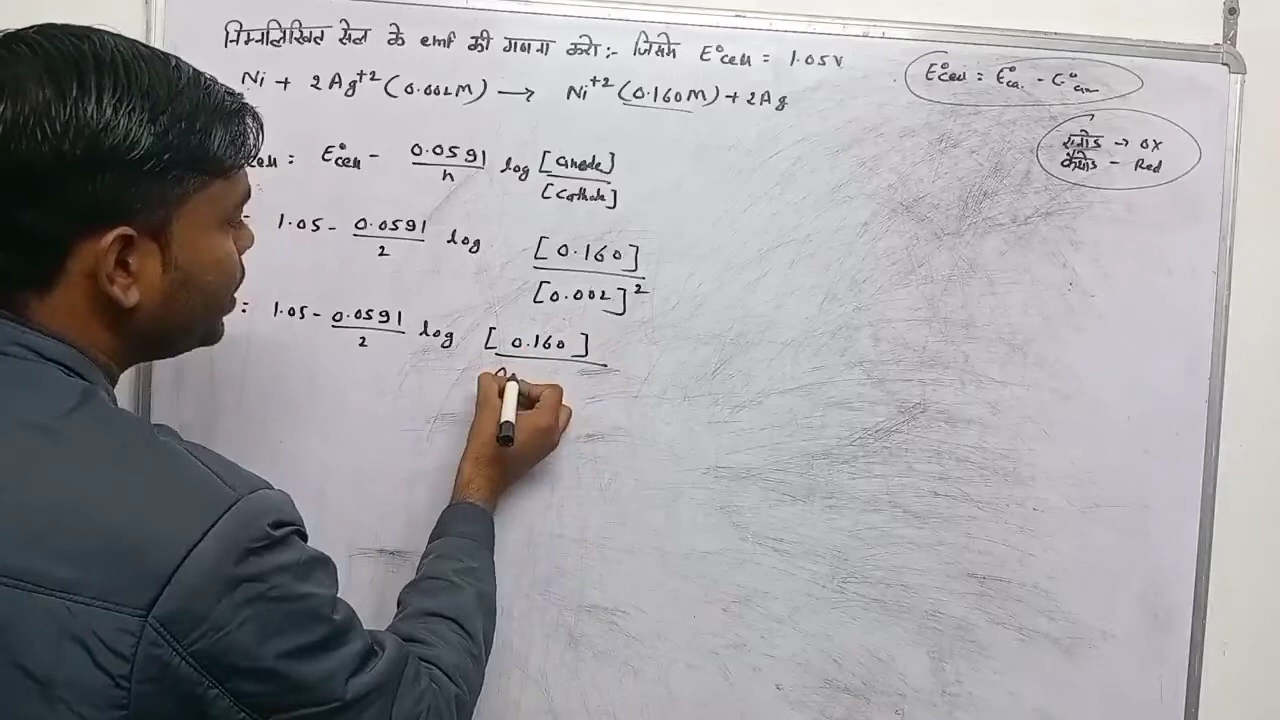 निम्नलिखित सेल के emf की गणना करो :- जिसमे E°cell = 1.05V
Ni + 2Ag+2 (0.002M) → Ni+2 (0.160M) + 2Ag
E°cell = E°ca. - E°an
एनोड → OX
कैथोड - Red
cell = E°cell - 0.0591/n log [anode]/[cathode]
= 1.05 - 0.0591/2 log [0.160]/[0.002]2
= 1.05 - 0.0591/2 log [0.160]